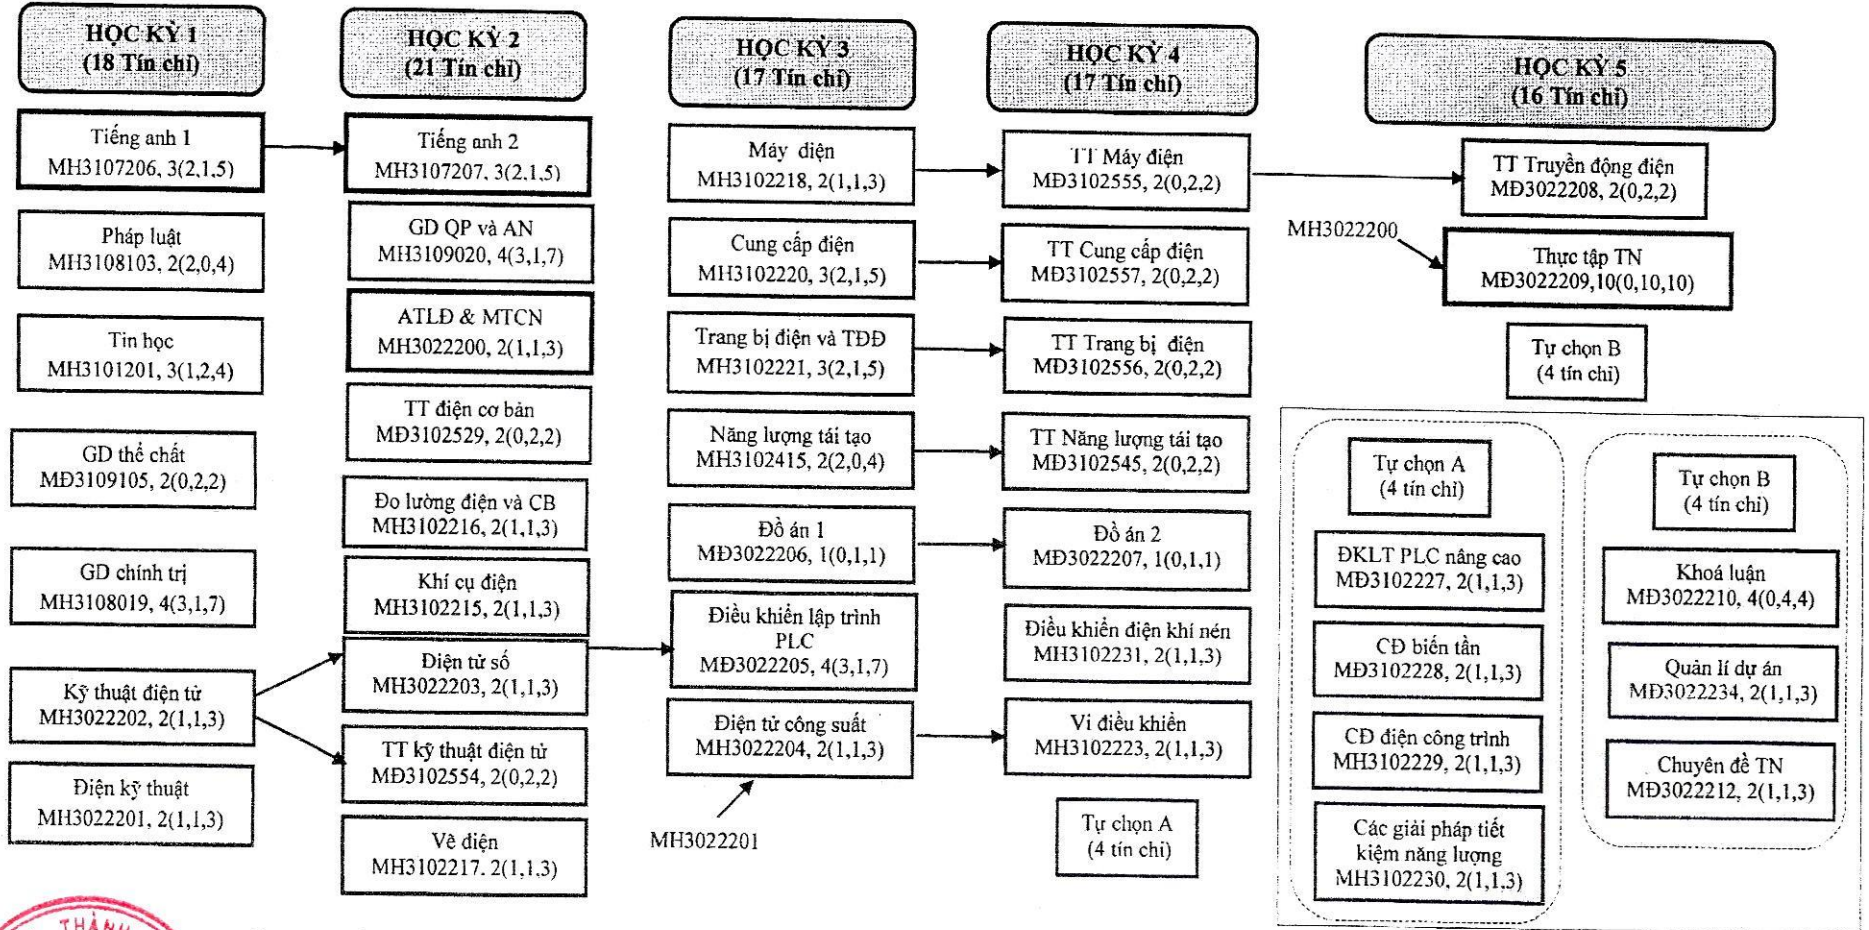 HỌC KỲ 1
(18 Tín chỉ)
Tiếng anh 1
MH3107206, 3(2,1,5)
Pháp luật
MH3108103, 2(2,0,4)
Tin học
MH3101201, 3(1,2,4)
GD thể chất
MĐ3109105, 2(0,2,2)
GD chính trị
MH3108019, 4(3,1,7)
Kỹ thuật điện tử
MH3022202, 2(1,1,3)
Điện kỹ thuật
MH3022201, 2(1,1,3)
HỌC KỲ 2
(21 Tín chỉ)
Tiếng anh 2
MH3107207, 3(2,1,5)
GD QP và AN
MH3109020, 4(3,1,7)
ATLĐ & MTCN
MH3022200, 2(1,1,3)
TT điện cơ bản
MĐ3102529, 2(0,2,2)
Đo lường điện và CB
MH3102216, 2(1,1,3)
Khí cụ điện
MH3102215, 2(1,1,3)
Điện tử số
MH3022203, 2(1,1,3)
TT kỹ thuật điện tử
MĐ3102554, 2(0,2,2)
Vẽ điện
MH3102217. 2(1,1,3)
HỌC KỲ 3
(17 Tín chỉ)
Máy điện
MH3102218, 2(1,1,3)
Cung cấp điện
MH3102220, 3(2,1,5)
Trang bị điện và TĐĐ
MH3102221, 3(2,1,5)
Năng lượng tái tạo
MH3102415, 2(2,0,4)
Đồ án 1
MĐ3022206, 1(0,1,1)
Điều khiển lập trình
PLC
MĐ3022205, 4(3,1,7)
Điện tử công suất
MH3022204, 2(1,1,3)
MH3022201
HỌC KỲ 4
(17 Tín chỉ)
TT Máy điện
MĐ3102555, 2(0,2,2)
TT Cung cấp điện
MĐ3102557, 2(0,2,2)
TT Trang bị điện
MĐ3102556, 2(0,2,2)
TT Năng lượng tái tạo
MĐ3102545, 2(0,2,2)
Đồ án 2
MĐ3022207, 1(0,1,1)
Điều khiển điện khí nén
MH3102231, 2(1,1,3)
Vi điều khiển
MH3102223, 2(1,1,3)
Tự chọn A
(4 tín chỉ)
HỌC KỲ 5
(16 Tín chỉ)
TT Truyền động điện
MĐ3022208, 2(0,2,2)
MH3022200
Thực tập TN
MĐ3022209,10(0,10,10)
Tự chọn B
(4 tín chỉ)
Tự chọn A
(4 tín chỉ)
ĐKLT PLC nâng cao
MĐ3102227, 2(1,1,3)
CĐ biến tần
MĐ3102228, 2(1,1,3)
CĐ điện công trình
MH3102229, 2(1,1,3)
Các giải pháp tiết
kiệm năng lượng
MH3102230, 2(1,1,3)
Tự chọn B
(4 tín chỉ)
Khoá luận
MĐ3022210, 4(0,4,4)
Quản lí dự án
MĐ3022234, 2(1,1,3)
Chuyên đề TN
MĐ3022212, 2(1,1,3)
THÀNH